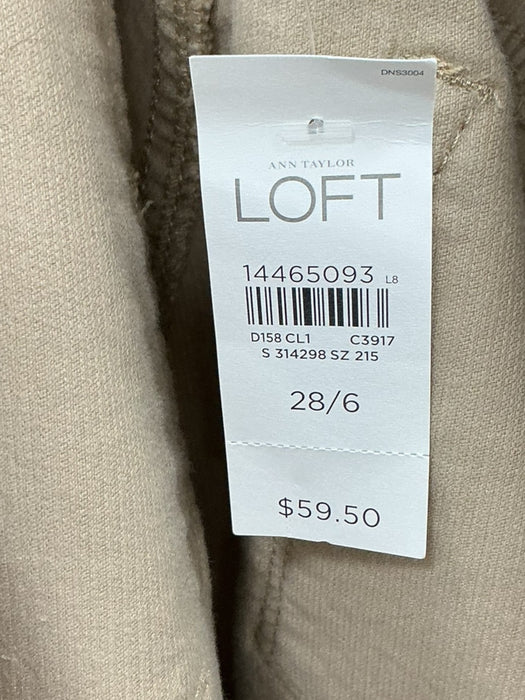 DNS3004
ANN TAYLOR
LOFT
14465093 L8
D158 CL1 C3917
S 314298 SZ 215
28/6
$59.50